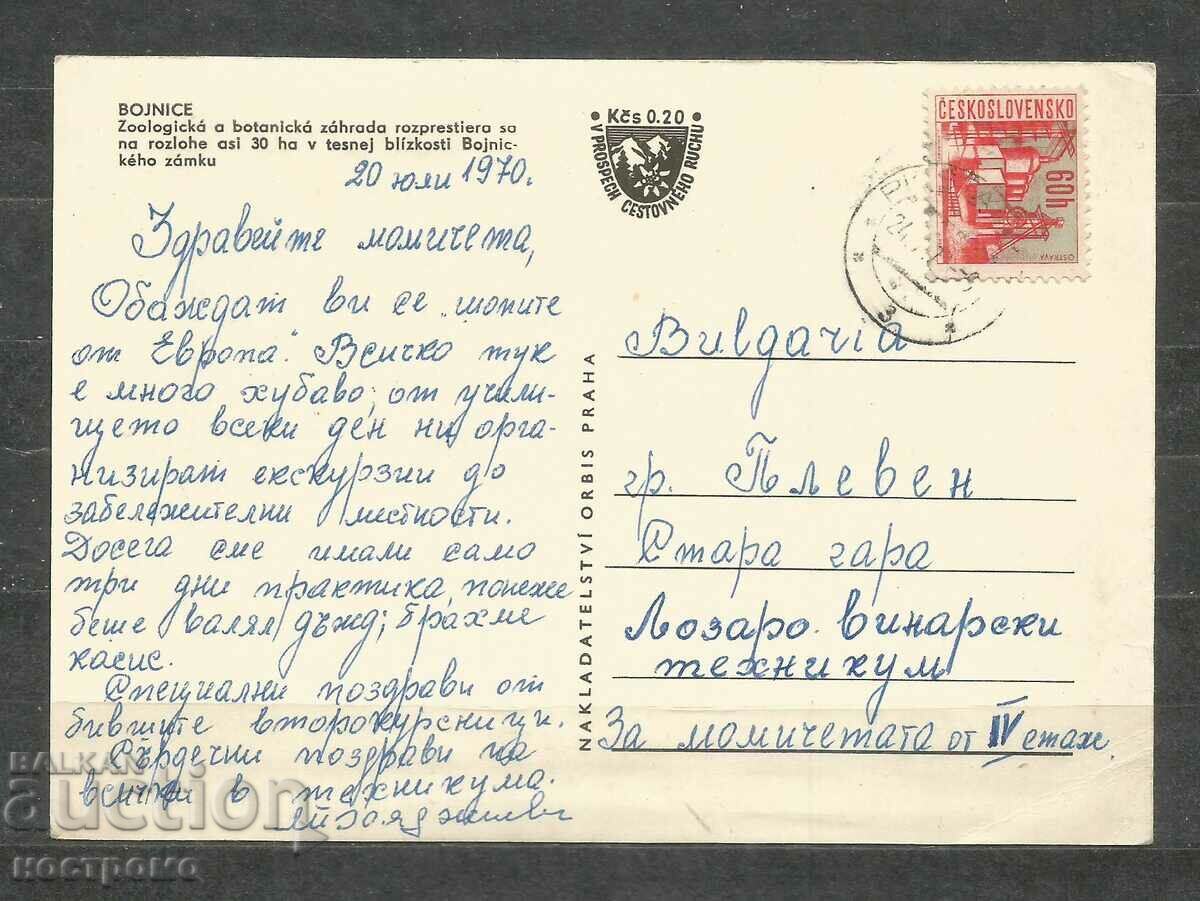 BOJNICE
Zoologická a botanická záhrada rozprestiera sa
na rozlohe asi 30 ha v tesnej blízkosti Bojnic-
kého zámku
20 юли 1970.
Здравейте момичета,
Обаждат ви се „шопите
от Европа". Всичко тук
е много хубаво, от учили-
щето всеки ден ни орга-
низират екскурзии до
забележителни местности.
Досега сме имали само
три дни практика, понеже
беше валял дъжд; брахме
касис.
Специални поздрави от
бившите второкурсници.
Сърдечни поздрави на
всички в техникума.
Kčs 0.20
V PROSPECH CESTOVNÉHO RUCHU
NAKLADATELSTVÍ ORBIS PRAHA
ČESKOSLOVENSKO
60h
OSTRAVA
гр. Плевен
Стара гара
Лозаро-винарски
техникум
За момичетата от IV етаж
BALKAN
auction
костромо